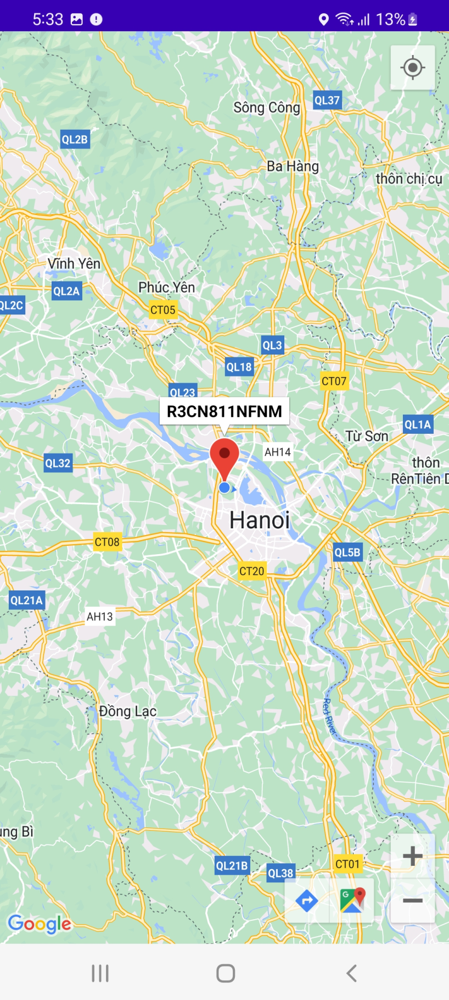 5:33
13%
Sông Công
QL37
QL2B
Ba Hàng
thôn chị cụ
Vĩnh Yên
QL2A
Phúc Yên
QL2C
CT05
QL3
QL18
CT07
QL23
R3CN811NFNM
QL1A
Từ Sơn
AH14
QL32
thôn
RênTiên D
Hanoi
CT08
QL5B
CT20
QL21A
AH13
Đồng Lạc
Red River
ung Bì
QL21B
CT01
QL38
G
Google